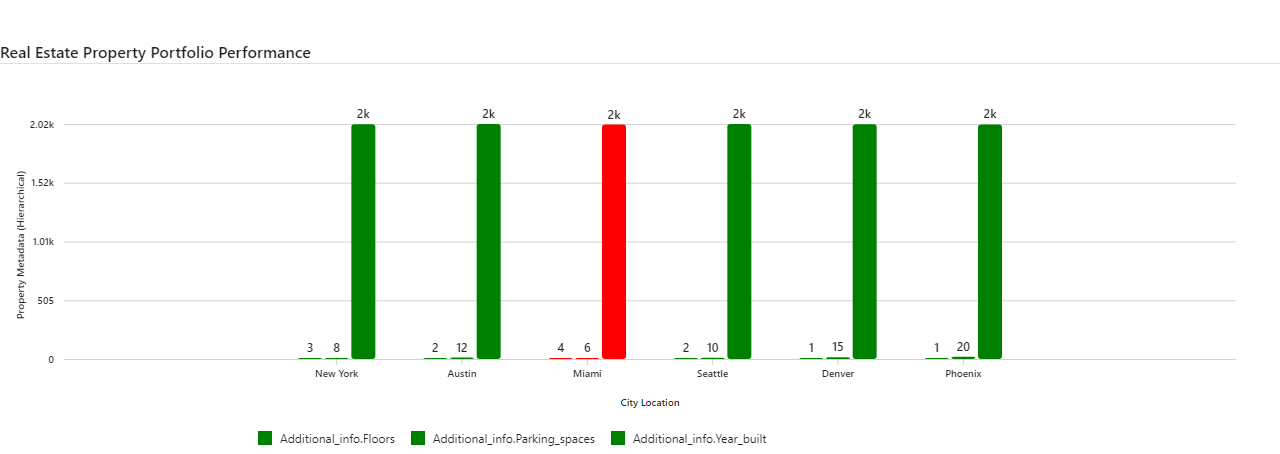 Real Estate Property Portfolio Performance
2k 2k 2k 2k 2k 2k
2.02k
1.52k
1.01k
505
0
Property Metadata (Hierarchical)
3 8 2 12 4 6 2 10 1 15 1 20
New York Austin Miami Seattle Denver Phoenix
City Location
Additional_info.Floors Additional_info.Parking_spaces Additional_info.Year_built